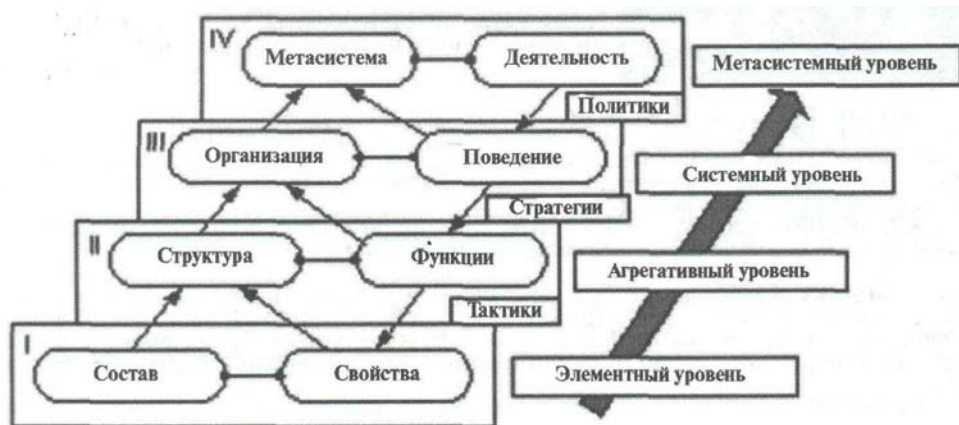 IV
Метасистема
Деятельность
Метасистемный уровень
Политики
III
Организация
Поведение
Системный уровень
Стратегии
II
Структура
Функции
Агрегативный уровень
Тактики
I
Состав
Свойства
Элементный уровень